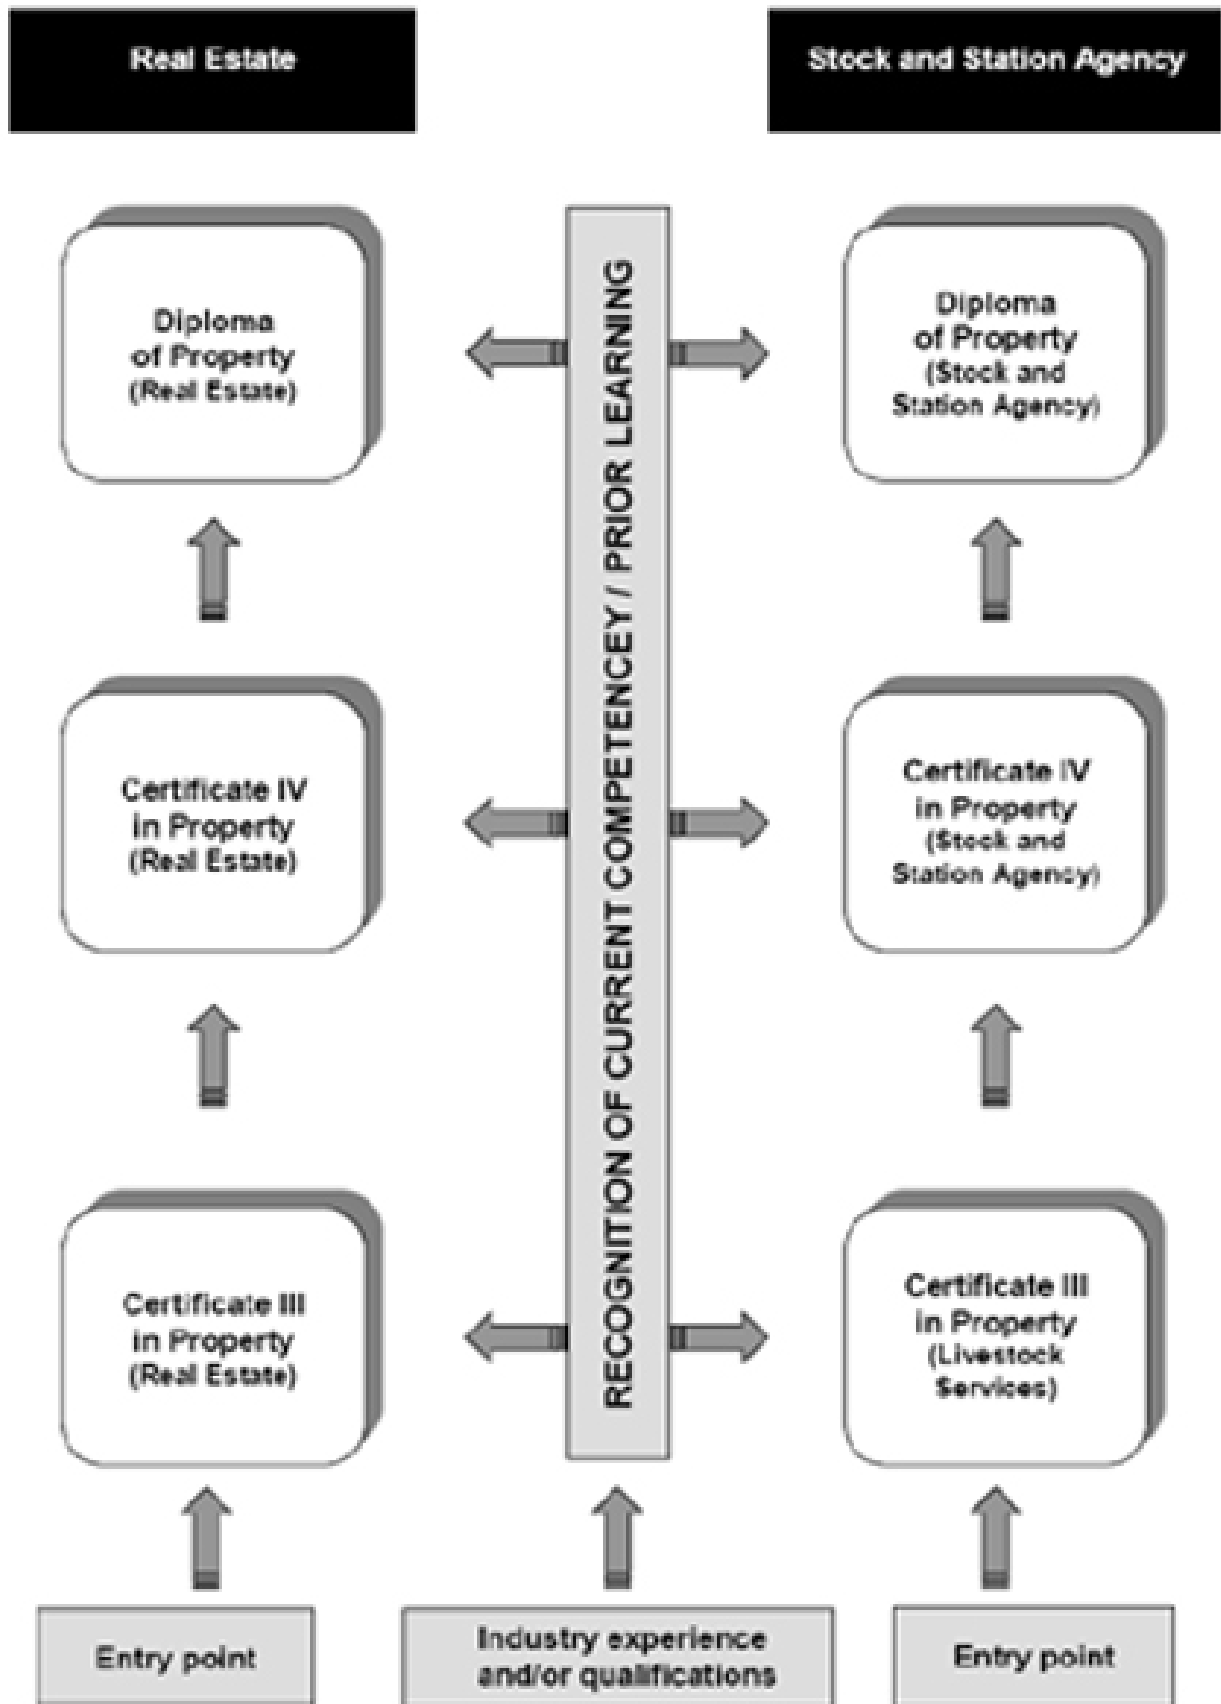 Real Estate
Stock and Station Agency
Diploma
of Property
(Real Estate)
RECOGNITION OF CURRENT COMPETENCEY / PRIOR LEARNING
Diploma
of Property
(Stock and
Station Agency)
Certificate IV
in Property
(Real Estate)
Certificate IV
in Property
(Stock and
Station Agency)
Certificate III
in Property
(Real Estate)
Certificate III
in Property
(Livestock
Services)
Entry point
Industry experience
and/or qualifications
Entry point